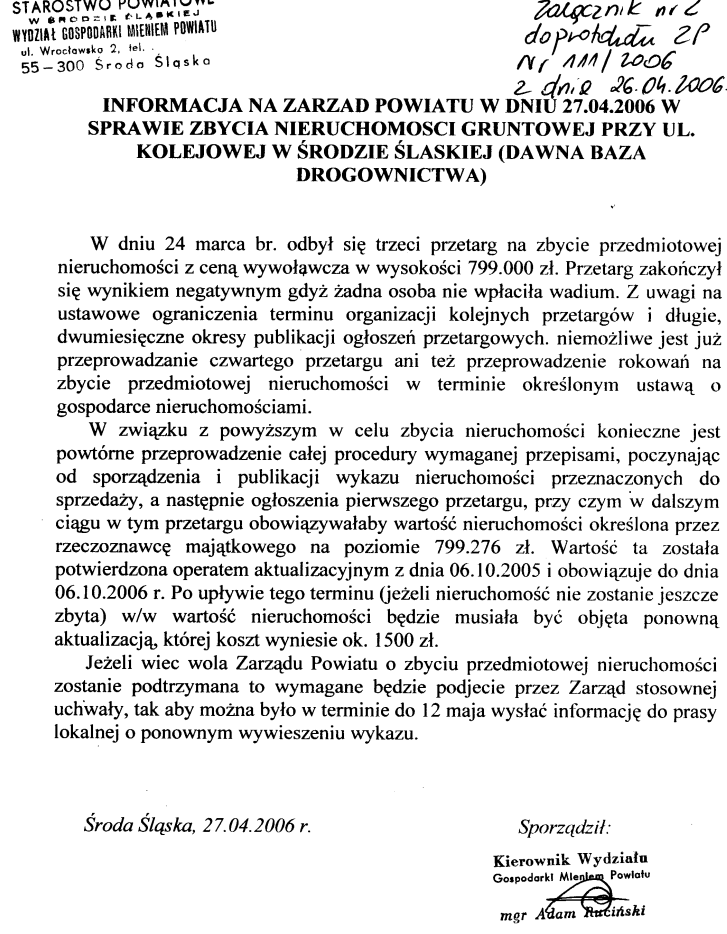 STAROSTWO POWIATOWE
W ŚRODZIE ŚLĄSKIEJ
WYDZIAŁ GOSPODARKI MIENIEM POWIATU
ul. Wrocławska 2, tel.
55-300 Środa Śląska
Załącznik nr 2
do protokołu ZP
Nr 111/2006
z dnia 26.04.2006.
INFORMACJA NA ZARZAD POWIATU W DNIU 27.04.2006 W
SPRAWIE ZBYCIA NIERUCHOMOSCI GRUNTOWEJ PRZY UL.
KOLEJOWEJ W ŚRODZIE ŚLASKIEJ (DAWNA BAZA
DROGOWNICTWA)
W dniu 24 marca br. odbył się trzeci przetarg na zbycie przedmiotowej
nieruchomości z ceną wywoławcza w wysokości 799.000 zł. Przetarg zakończył
się wynikiem negatywnym gdyż żadna osoba nie wpłaciła wadium. Z uwagi na
ustawowe ograniczenia terminu organizacji kolejnych przetargów i długie,
dwumiesięczne okresy publikacji ogłoszeń przetargowych. niemożliwe jest już
przeprowadzanie czwartego przetargu ani też przeprowadzenie rokowań na
zbycie przedmiotowej nieruchomości w terminie określonym ustawą o
gospodarce nieruchomościami.
W związku z powyższym w celu zbycia nieruchomości konieczne jest
powtórne przeprowadzenie całej procedury wymaganej przepisami, poczynając
od sporządzenia i publikacji wykazu nieruchomości przeznaczonych do
sprzedaży, a następnie ogłoszenia pierwszego przetargu, przy czym w dalszym
ciągu w tym przetargu obowiązywałaby wartość nieruchomości określona przez
rzeczoznawcę majątkowego na poziomie 799.276 zł. Wartość ta została
potwierdzona operatem aktualizacyjnym z dnia 06.10.2005 i obowiązuje do dnia
06.10.2006 r. Po upływie tego terminu (jeżeli nieruchomość nie zostanie jeszcze
zbyta) w/w wartość nieruchomości będzie musiała być objęta ponowną
aktualizacją, której koszt wyniesie ok. 1500 zł.
Jeżeli wiec wola Zarządu Powiatu o zbyciu przedmiotowej nieruchomości
zostanie podtrzymana to wymagane będzie podjecie przez Zarząd stosownej
uchwały, tak aby można było w terminie do 12 maja wysłać informację do prasy
lokalnej o ponownym wywieszeniu wykazu.
Środa Śląska, 27.04.2006 r.
Sporządził:
Kierownik Wydziału
Gospodarki Mieniem Powiatu
mgr Adam Ruciński